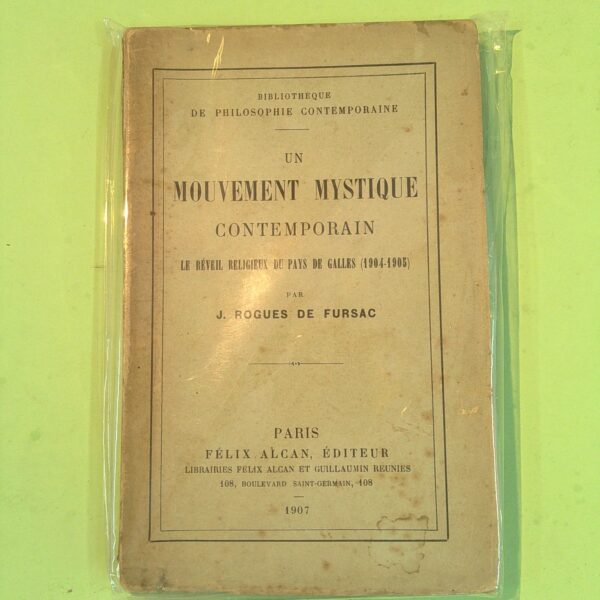 BIBLIOTHEQUE
DE PHILOSOPHIE CONTEMPORAINE
UN
MOUVEMENT MYSTIQUE
CONTEMPORAIN
LE RÉVEIL RELIGIEUX DU PAYS DE GALLES (1904-1905)
PAR
J. ROGUES DE FURSAC
PARIS
FÉLIX ALCAN, ÉDITEUR
LIBRAIRIES FÉLIX ALCAN ET GUILLAUMIN RÉUNIES
108, BOULEVARD SAINT-GERMAIN, 108
1907